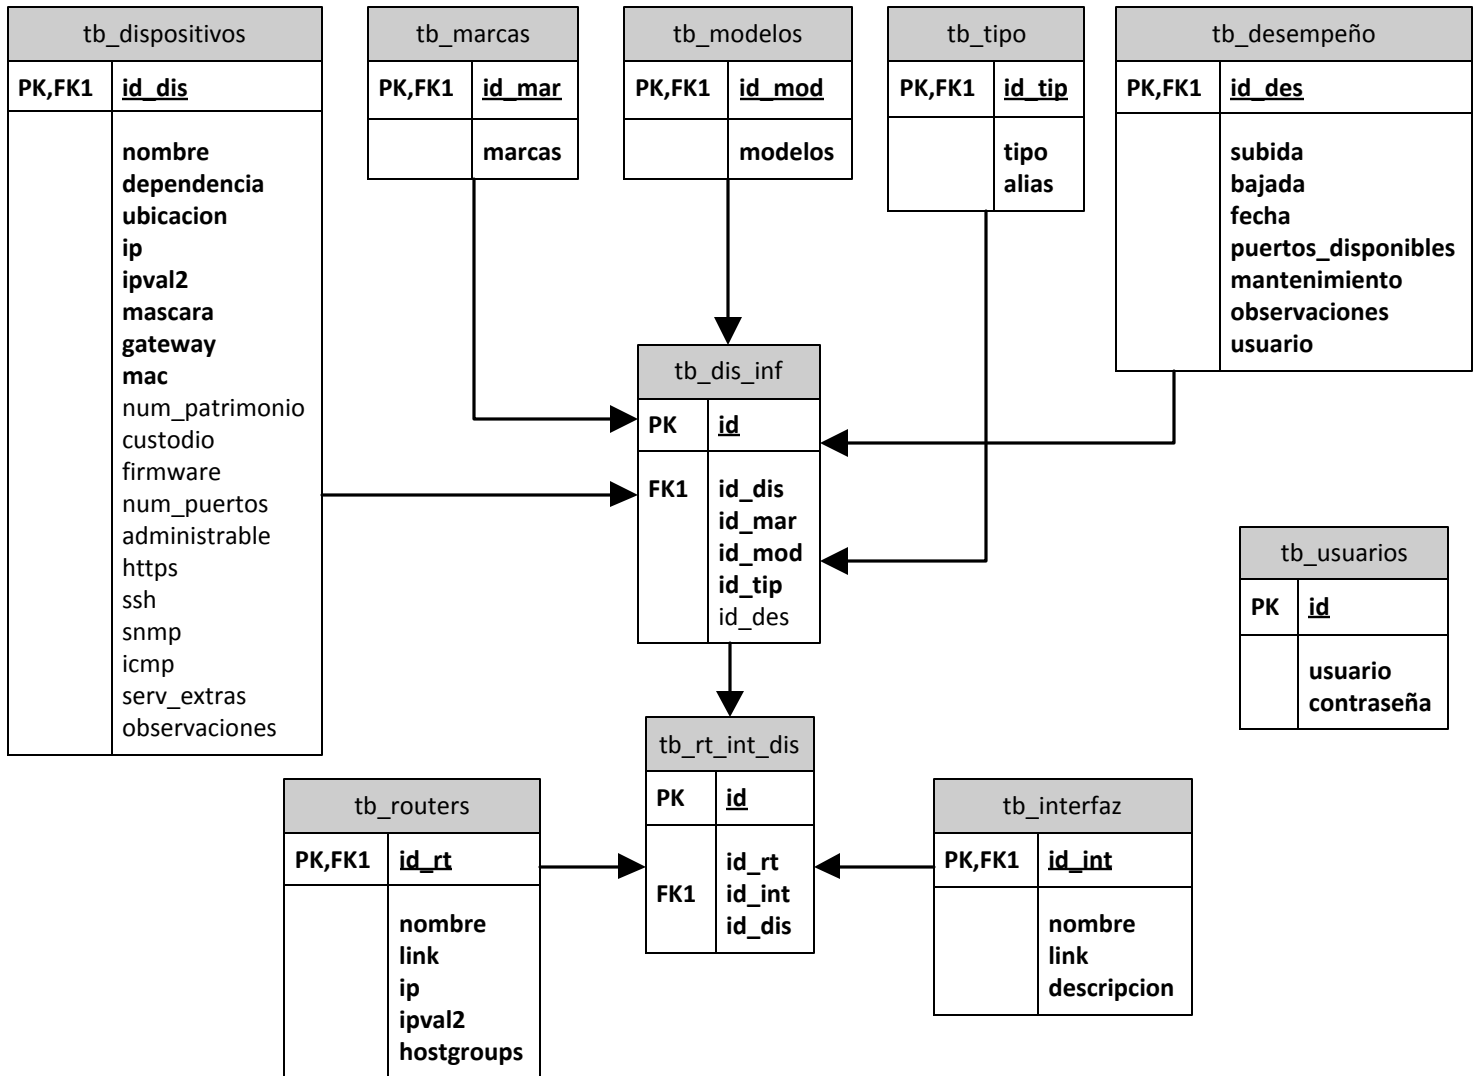 tb_dispositivos
PK,FK1 id_dis
nombre
dependencia
ubicacion
ip
ipval2
mascara
gateway
mac
num_patrimonio
custodio
firmware
num_puertos
administrable
https
ssh
snmp
icmp
serv_extras
observaciones
tb_marcas
PK,FK1 id_mar
marcas
tb_modelos
PK,FK1 id_mod
modelos
tb_tipo
PK,FK1 id_tip
tipo
alias
tb_desempeño
PK,FK1 id_des
subida
bajada
fecha
puertos_disponibles
mantenimiento
observaciones
usuario
tb_dis_inf
PK id
FK1 id_dis
id_mar
id_mod
id_tip
id_des
tb_usuarios
PK id
usuario
contraseña
tb_rt_int_dis
PK id
id_rt
FK1 id_int
id_dis
tb_routers
PK,FK1 id_rt
nombre
link
ip
ipval2
hostgroups
tb_interfaz
PK,FK1 id_int
nombre
link
descripcion